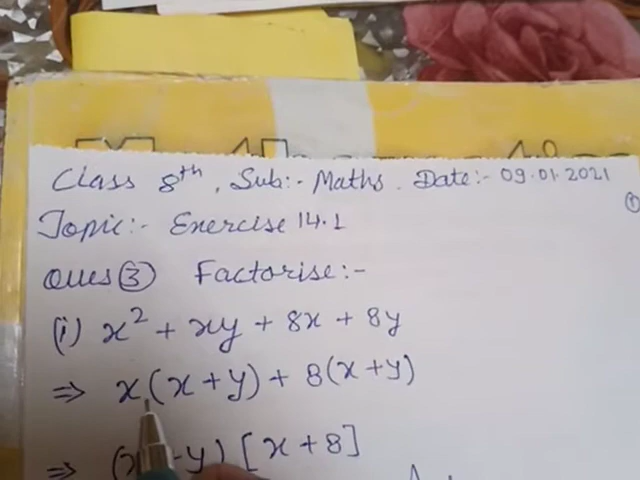 Class 8th, Sub:- Maths. Date:- 09.01.2021
①
Topic:- Exercise 14.1
Ques ③ Factorise:-
(i) x² + xy + 8x + 8y
⇒ x(x+y) + 8(x+y)
⇒ y) [x+8]